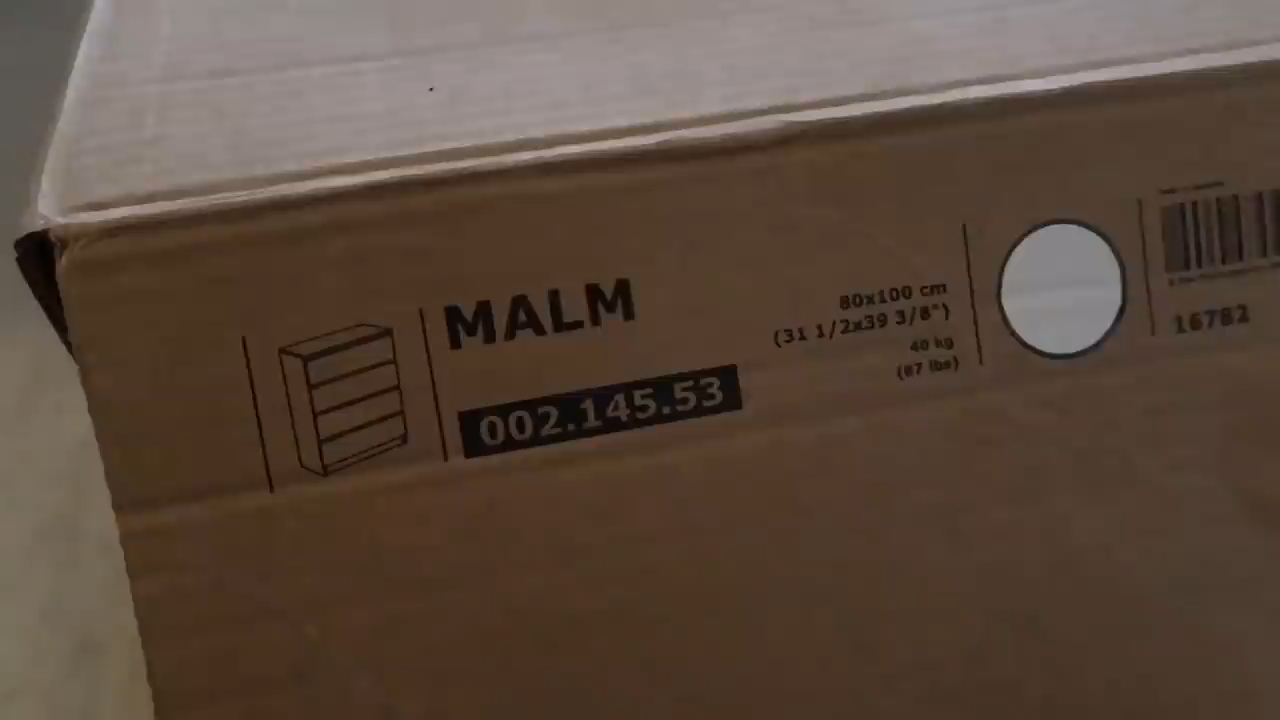 MALM
002.145.53
80x100 cm
(31 1/2x39 3/8")
40 kg
(87 lbs)
16782